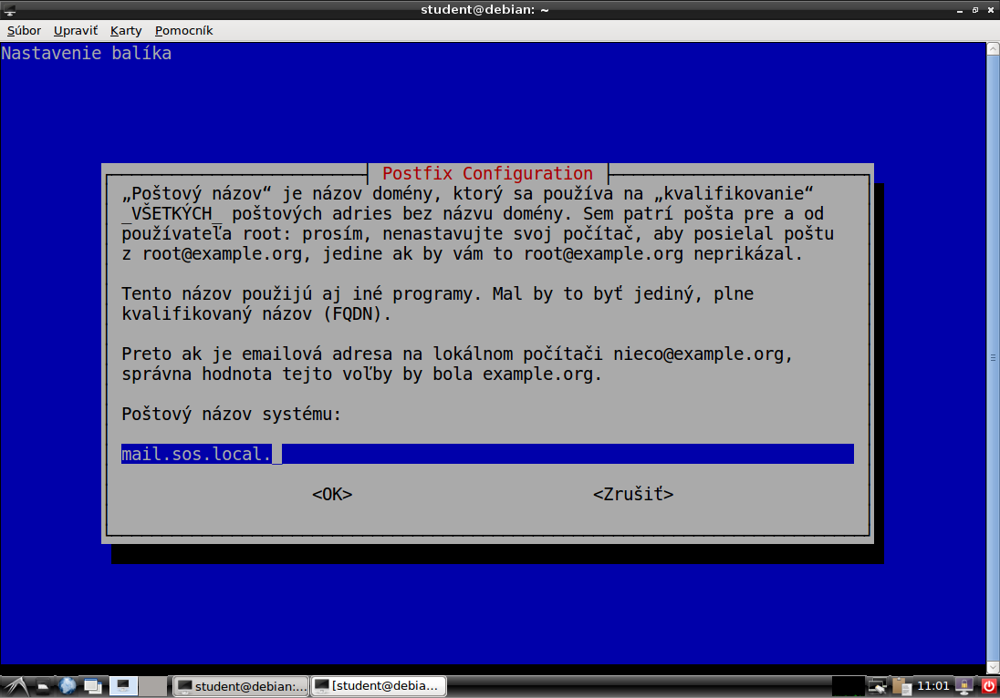 student@debian: ~
Súbor Upraviť Karty Pomocník
Nastavenie balíka
Postfix Configuration
„Poštový názov“ je názov domény, ktorý sa používa na „kvalifikovanie“
_VŠETKÝCH_ poštových adries bez názvu domény. Sem patrí pošta pre a od
používateľa root: prosím, nenastavujte svoj počítač, aby posielal poštu
z root@example.org, jedine ak by vám to root@example.org neprikázal.
Tento názov použijú aj iné programy. Mal by to byť jediný, plne
kvalifikovaný názov (FQDN).
Preto ak je emailová adresa na lokálnom počítači nieco@example.org,
správna hodnota tejto voľby by bola example.org.
Poštový názov systému:
mail.sos.local.
<OK> <Zrušiť>
student@debian:... [student@debia... 11:01